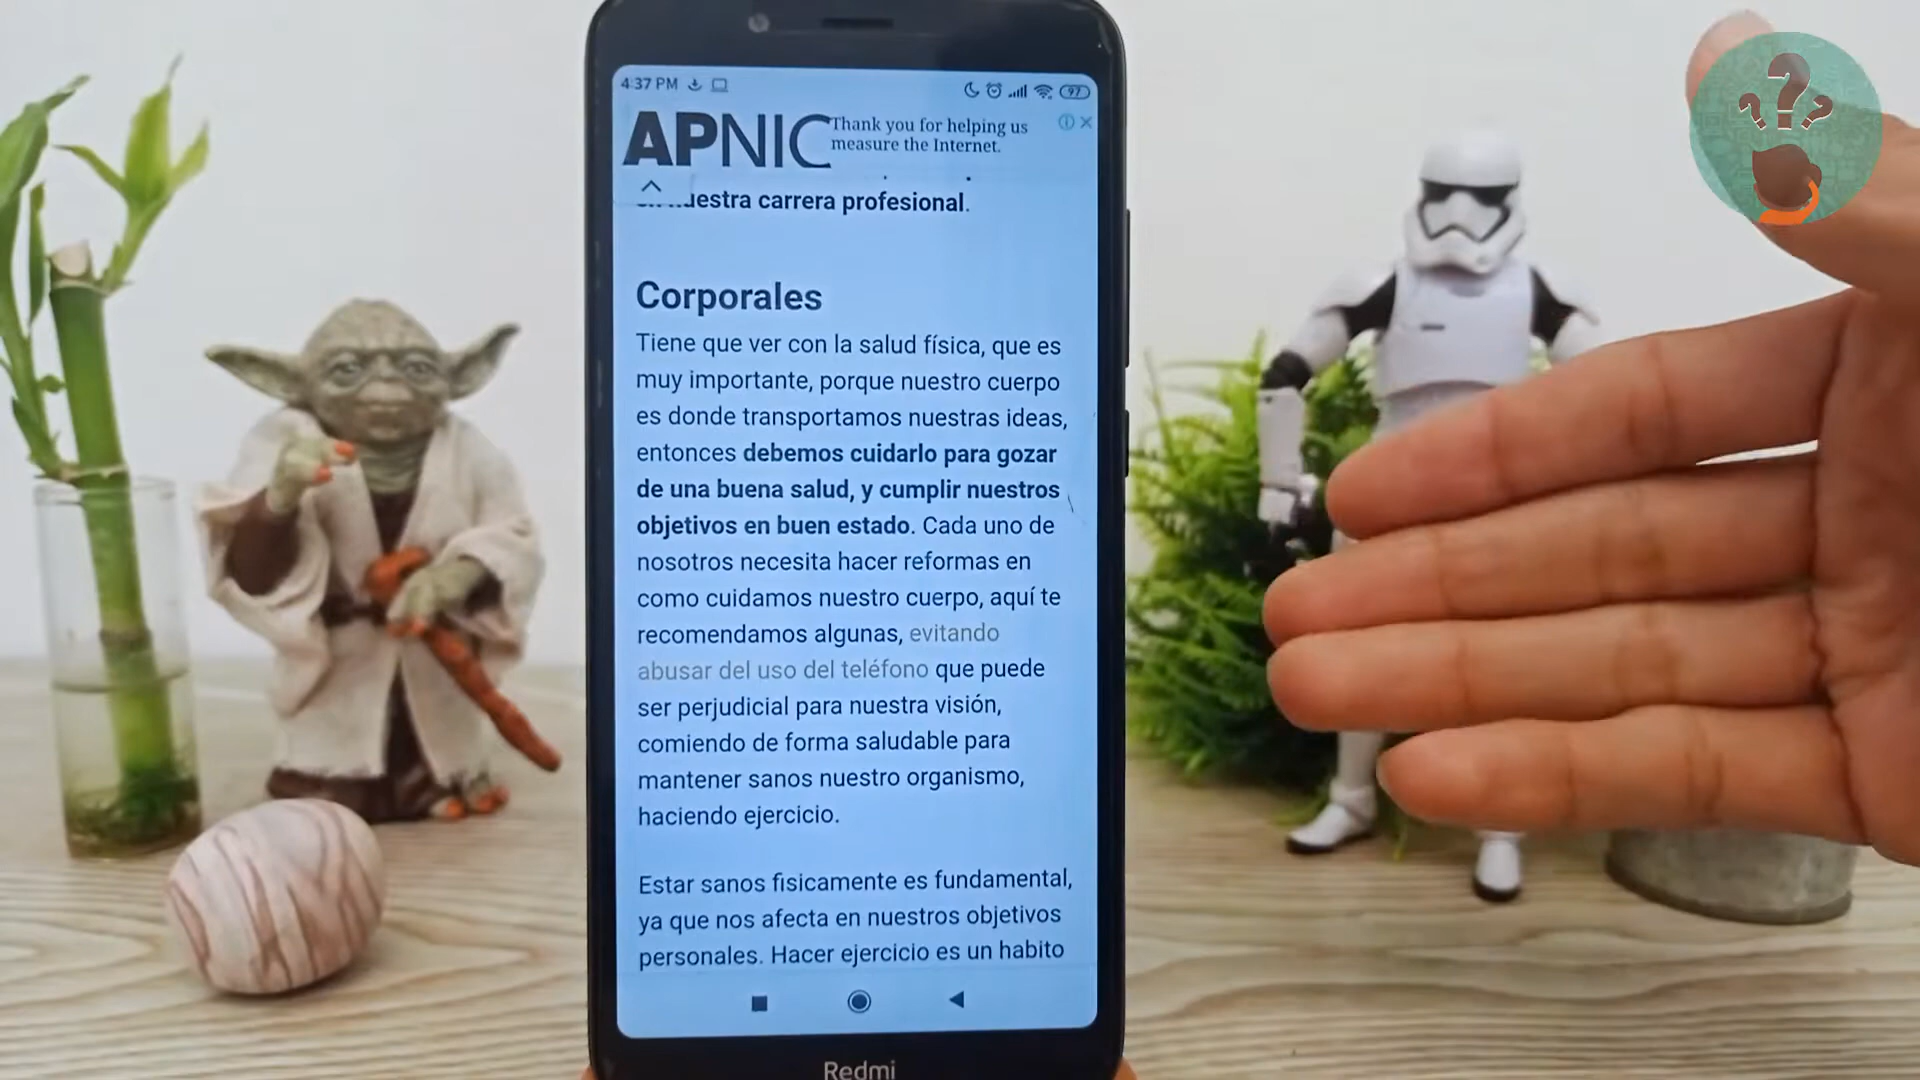 4:37 PM
97
APNIC
Thank you for helping us
measure the Internet.
uestra carrera profesional.
Corporales
Tiene que ver con la salud física, que es
muy importante, porque nuestro cuerpo
es donde transportamos nuestras ideas,
entonces debemos cuidarlo para gozar
de una buena salud, y cumplir nuestros
objetivos en buen estado. Cada uno de
nosotros necesita hacer reformas en
como cuidamos nuestro cuerpo, aquí te
recomendamos algunas, evitando
abusar del uso del teléfono que puede
ser perjudicial para nuestra visión,
comiendo de forma saludable para
mantener sanos nuestro organismo,
haciendo ejercicio.
Estar sanos fisicamente es fundamental,
ya que nos afecta en nuestros objetivos
personales. Hacer ejercicio es un habito
Redmi